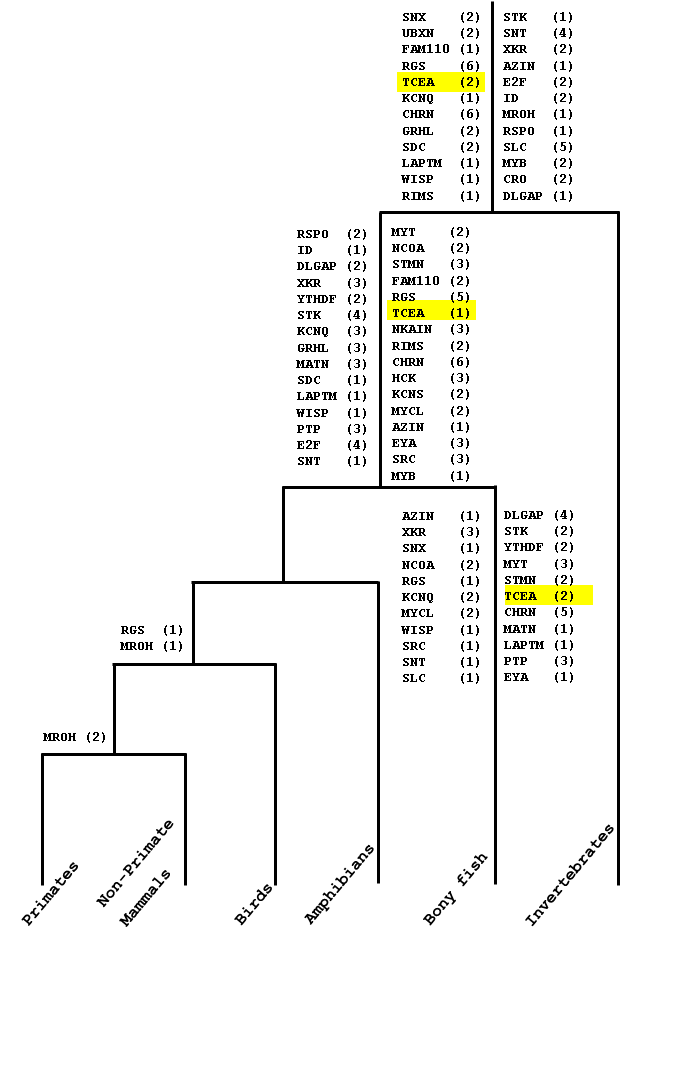 SNX (2)
UBXN (2)
FAM110 (1)
RGS (6)
TCEA (2)
KCNQ (1)
CHRN (6)
GRHL (2)
SDC (2)
LAPTM (1)
WISP (1)
RIMS (1)
STK (1)
SNT (4)
XKR (2)
AZIN (1)
E2F (2)
ID (2)
MROH (1)
RSPO (1)
SLC (5)
MYB (2)
CRO (2)
DLGAP (1)
RSPO (2)
ID (1)
DLGAP (2)
XKR (3)
YTHDF (2)
STK (4)
KCNQ (3)
GRHL (3)
MATN (3)
SDC (1)
LAPTM (1)
WISP (1)
PTP (3)
E2F (4)
SNT (1)
MYT (2)
NCOA (2)
STMN (3)
FAM110 (2)
RGS (5)
TCEA (1)
NKAIN (3)
RIMS (2)
CHRN (6)
HCK (3)
KCNS (2)
MYCL (2)
AZIN (1)
EYA (3)
SRC (3)
MYB (1)
AZIN (1)
XKR (3)
SNX (1)
NCOA (2)
RGS (1)
KCNQ (2)
MYCL (2)
WISP (1)
SRC (1)
SNT (1)
SLC (1)
DLGAP (4)
STK (2)
YTHDF (2)
MYT (3)
STMN (2)
TCEA (2)
CHRN (5)
MATN (1)
LAPTM (1)
PTP (3)
EYA (1)
RGS (1)
MROH (1)
MROH (2)
Primates
Non-Primate
Mammals
Birds
Amphibians
Bony fish
Invertebrates